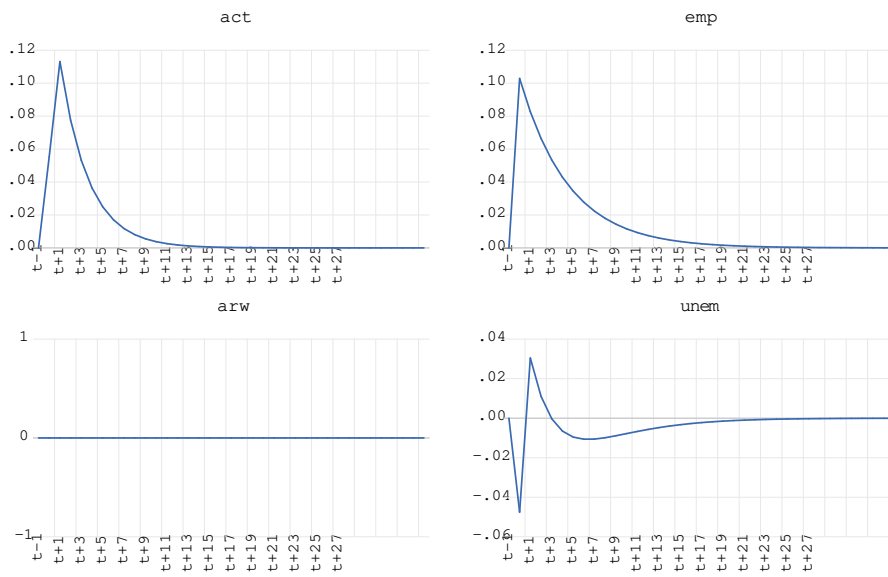 act
.12
.10
.08
.06
.04
.02
.00
t-1
t+1
t+3
t+5
t+7
t+9
t+11
t+13
t+15
t+17
t+19
t+21
t+23
t+25
t+27
emp
.12
.10
.08
.06
.04
.02
.00
t-1
t+1
t+3
t+5
t+7
t+9
t+11
t+13
t+15
t+17
t+19
t+21
t+23
t+25
t+27
arw
1
0
-1
t-1
t+1
t+3
t+5
t+7
t+9
t+11
t+13
t+15
t+17
t+19
t+21
t+23
t+25
t+27
unem
.04
.02
.00
-.02
-.04
-.06
t-1
t+1
t+3
t+5
t+7
t+9
t+11
t+13
t+15
t+17
t+19
t+21
t+23
t+25
t+27